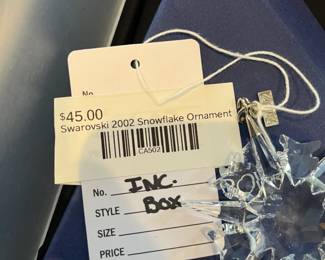 No.
$45.00
Swarovski 2002 Snowflake Ornament
CA502
No. INC.
STYLE BOX
SIZE
PRICE